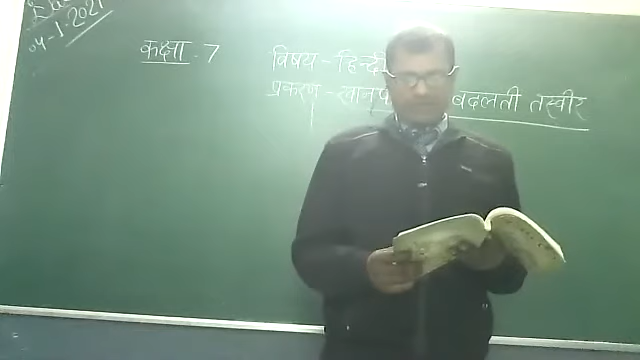 04-1-2021
कक्षा - 7
विषय - हिन्दी
प्रकरण - बदलती तस्वीर